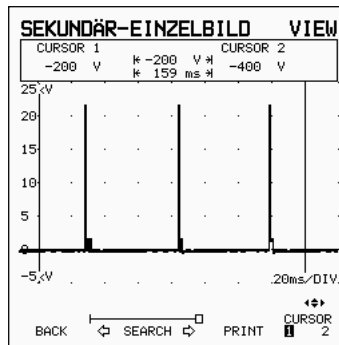 SEKUNDÄR-EINZELBILD VIEW
CURSOR 1 CURSOR 2
-200 V -200 V -400 V
159 ms
25 kV
20
15
10
5
0
-5 kV 20ms/DIV
CURSOR
BACK SEARCH PRINT 1 2